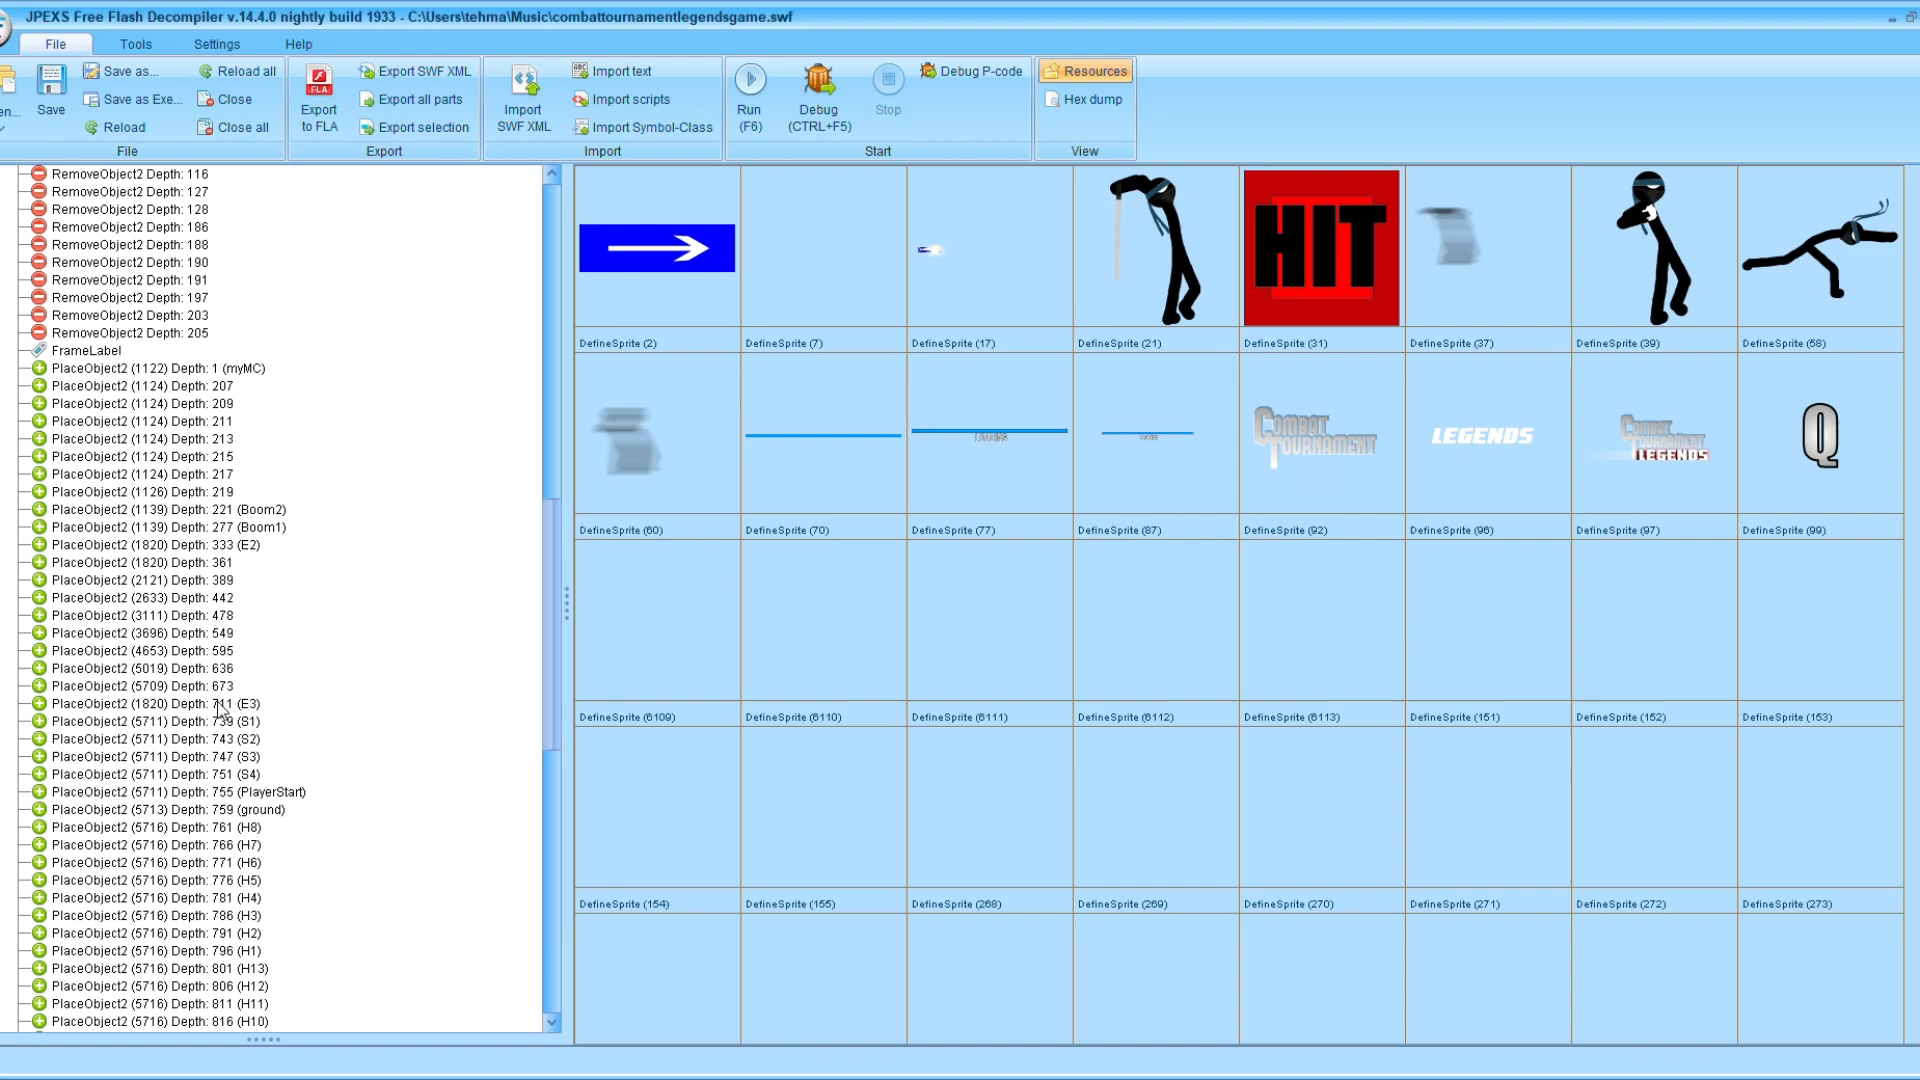 JPEXS Free Flash Decompiler v.14.4.0 nightly build 1933 - C:\Users\tehma\Music\combattournamentlegendsgame.swf
File Tools Settings Help
Save
Save as...
Save as Exe...
Reload
Reload all
Close
Close all
File
Export
to FLA
Export SWF XML
Export all parts
Export selection
Export
Import
SWF XML
Import text
Import scripts
Import Symbol-Class
Import
Run
(F6)
Debug
(CTRL+F5)
Stop
Debug P-code
Start
Resources
Hex dump
View
RemoveObject2 Depth: 116
RemoveObject2 Depth: 127
RemoveObject2 Depth: 128
RemoveObject2 Depth: 186
RemoveObject2 Depth: 188
RemoveObject2 Depth: 190
RemoveObject2 Depth: 191
RemoveObject2 Depth: 197
RemoveObject2 Depth: 203
RemoveObject2 Depth: 205
FrameLabel
PlaceObject2 (1122) Depth: 1 (myMC)
PlaceObject2 (1124) Depth: 207
PlaceObject2 (1124) Depth: 209
PlaceObject2 (1124) Depth: 211
PlaceObject2 (1124) Depth: 213
PlaceObject2 (1124) Depth: 215
PlaceObject2 (1124) Depth: 217
PlaceObject2 (1126) Depth: 219
PlaceObject2 (1139) Depth: 221 (Boom2)
PlaceObject2 (1139) Depth: 277 (Boom1)
PlaceObject2 (1820) Depth: 333 (E2)
PlaceObject2 (1820) Depth: 361
PlaceObject2 (2121) Depth: 389
PlaceObject2 (2633) Depth: 442
PlaceObject2 (3111) Depth: 478
PlaceObject2 (3696) Depth: 549
PlaceObject2 (4653) Depth: 595
PlaceObject2 (5019) Depth: 636
PlaceObject2 (5709) Depth: 673
PlaceObject2 (1820) Depth: 711 (E3)
PlaceObject2 (5711) Depth: 739 (S1)
PlaceObject2 (5711) Depth: 743 (S2)
PlaceObject2 (5711) Depth: 747 (S3)
PlaceObject2 (5711) Depth: 751 (S4)
PlaceObject2 (5711) Depth: 755 (PlayerStart)
PlaceObject2 (5713) Depth: 759 (ground)
PlaceObject2 (5716) Depth: 761 (H8)
PlaceObject2 (5716) Depth: 766 (H7)
PlaceObject2 (5716) Depth: 771 (H6)
PlaceObject2 (5716) Depth: 776 (H5)
PlaceObject2 (5716) Depth: 781 (H4)
PlaceObject2 (5716) Depth: 786 (H3)
PlaceObject2 (5716) Depth: 791 (H2)
PlaceObject2 (5716) Depth: 796 (H1)
PlaceObject2 (5716) Depth: 801 (H13)
PlaceObject2 (5716) Depth: 806 (H12)
PlaceObject2 (5716) Depth: 811 (H11)
PlaceObject2 (5716) Depth: 816 (H10)
HIT
DefineSprite (2) DefineSprite (7) DefineSprite (17) DefineSprite (21) DefineSprite (31) DefineSprite (37) DefineSprite (39) DefineSprite (58)
LOADING
COMBAT
TOURNAMENT
LEGENDS
COMBAT
TOURNAMENT
LEGENDS
Q
DefineSprite (60) DefineSprite (70) DefineSprite (77) DefineSprite (87) DefineSprite (92) DefineSprite (96) DefineSprite (97) DefineSprite (99)
DefineSprite (6109) DefineSprite (6110) DefineSprite (6111) DefineSprite (6112) DefineSprite (6113) DefineSprite (151) DefineSprite (152) DefineSprite (153)
DefineSprite (154) DefineSprite (155) DefineSprite (268) DefineSprite (269) DefineSprite (270) DefineSprite (271) DefineSprite (272) DefineSprite (273)